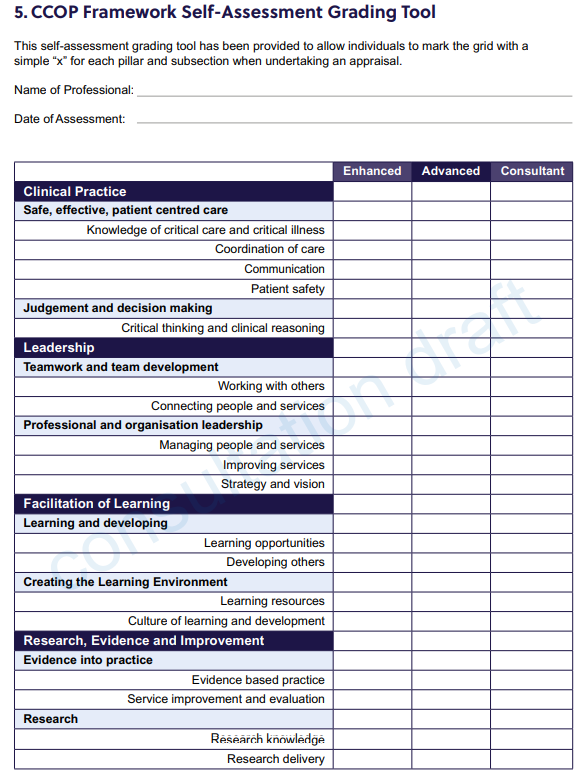 5. CCOP Framework Self-Assessment Grading Tool
This self-assessment grading tool has been provided to allow individuals to mark the grid with a
simple “x” for each pillar and subsection when undertaking an appraisal.
Name of Professional:
Date of Assessment:
Enhanced Advanced Consultant
Clinical Practice
Safe, effective, patient centred care
Knowledge of critical care and critical illness
Coordination of care
Communication
Patient safety
Judgement and decision making
Critical thinking and clinical reasoning
Leadership
Teamwork and team development
Working with others
Connecting people and services
Professional and organisation leadership
Managing people and services
Improving services
Strategy and vision
Facilitation of Learning
Learning and developing
Learning opportunities
Developing others
Creating the Learning Environment
Learning resources
Culture of learning and development
Research, Evidence and Improvement
Evidence into practice
Evidence based practice
Service improvement and evaluation
Research
Research knowledge
Research delivery
consultation draft